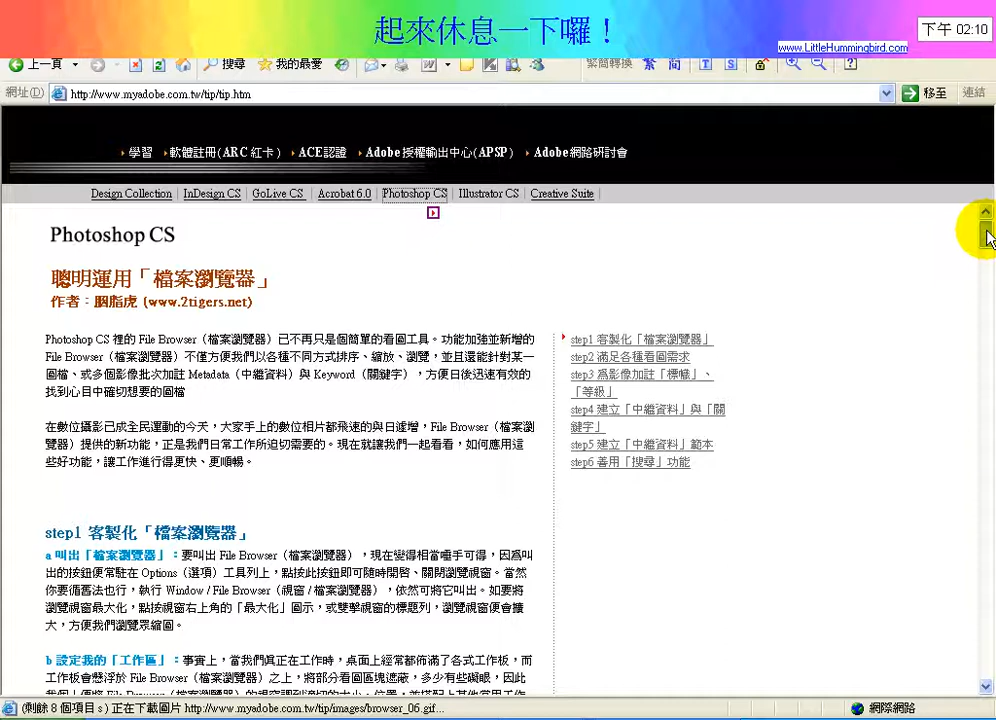 起來休息一下囉！
下午 02:10
www.LittleHummingbird.com
上一頁 搜尋 我的最愛 繁簡轉換 繁 简 T S
網址(D) http://www.myadobe.com.tw/tip/tip.htm 移至 連結
學習 軟體註冊(ARC 紅卡) ACE認證 Adobe授權輸出中心(APSP) Adobe網路研討會
Design Collection | InDesign CS | GoLive CS | Acrobat 6.0 | Photoshop CS | Illustrator CS | Creative Suite |
Photoshop CS
聰明運用「檔案瀏覽器」
作者：胭脂虎 (www.2tigers.net)
Photoshop CS 裡的 File Browser（檔案瀏覽器）已不再只是個簡單的看圖工具。功能加強並新增的
File Browser（檔案瀏覽器）不僅方便我們以各種不同方式排序、縮放、瀏覽，並且還能針對某一
圖檔、或多個影像批次加註 Metadata（中繼資料）與 Keyword（關鍵字），方便日後迅速有效的
找到心目中確切想要的圖檔
在數位攝影已成全民運動的今天，大家手上的數位相片都飛速的與日遽增，File Browser（檔案瀏
覽器）提供的新功能，正是我們日常工作所迫切需要的。現在就讓我們一起看看，如何應用這
些好功能，讓工作進行得更快、更順暢。
step1 客製化「檔案瀏覽器」
step2 滿足各種看圖需求
step3 為影像加註「標幟」、
「等級」
step4 建立「中繼資料」與「關
鍵字」
step5 建立「中繼資料」範本
step6 善用「搜尋」功能
step1 客製化「檔案瀏覽器」
a 叫出「檔案瀏覽器」：要叫出 File Browser（檔案瀏覽器），現在變得相當唾手可得，因為叫
出的按鈕便常駐在 Options（選項）工具列上，點按此按鈕即可隨時開啟、關閉瀏覽視窗。當然
你要循舊法也行，執行 Window / File Browser（視窗 / 檔案瀏覽器），依然可將它叫出。如要將
瀏覽視窗最大化，點按視窗右上角的「最大化」圖示，或雙擊視窗的標題列，瀏覽視窗便會擴
大，方便我們瀏覽眾縮圖。
b 設定我的「工作區」：事實上，當我們真正在工作時，桌面上經常都佈滿了各式工作板，而
工作板會懸浮於 File Browser（檔案瀏覽器）之上，將部分看圖區塊遮蔽，多少有些礙眼，因此
(剩餘 8 個項目 s) 正在下載圖片 http://www.myadobe.com.tw/tip/images/browser_06.gif... 網際網路